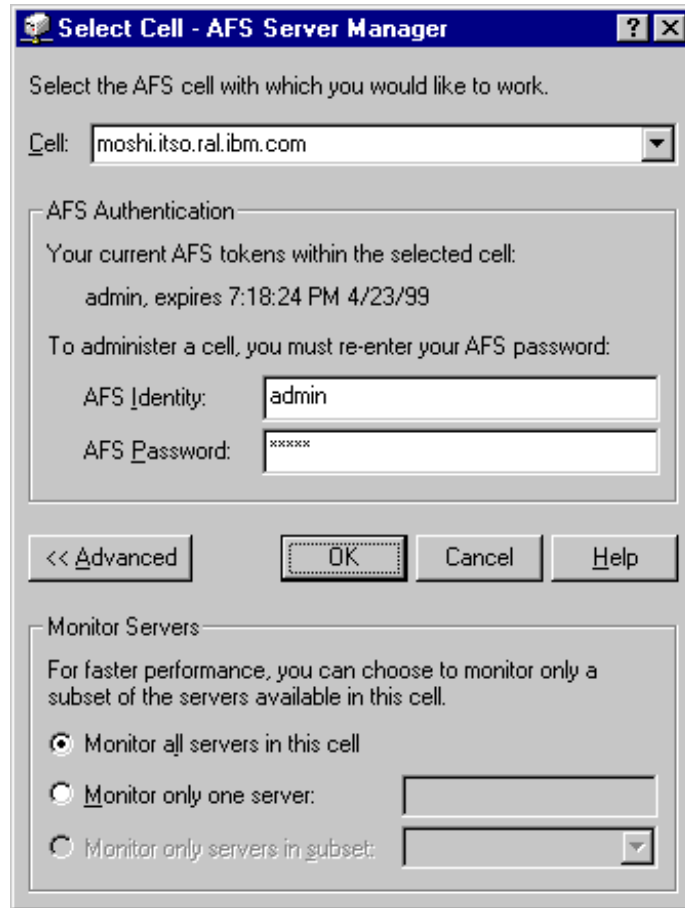 Select Cell - AFS Server Manager
Select the AFS cell with which you would like to work.
Cell: moshi.itso.ral.ibm.com
AFS Authentication
Your current AFS tokens within the selected cell:
admin, expires 7:18:24 PM 4/23/99
To administer a cell, you must re-enter your AFS password:
AFS Identity: admin
AFS Password: *****
<< Advanced OK Cancel Help
Monitor Servers
For faster performance, you can choose to monitor only a
subset of the servers available in this cell.
Monitor all servers in this cell
Monitor only one server:
Monitor only servers in subset: